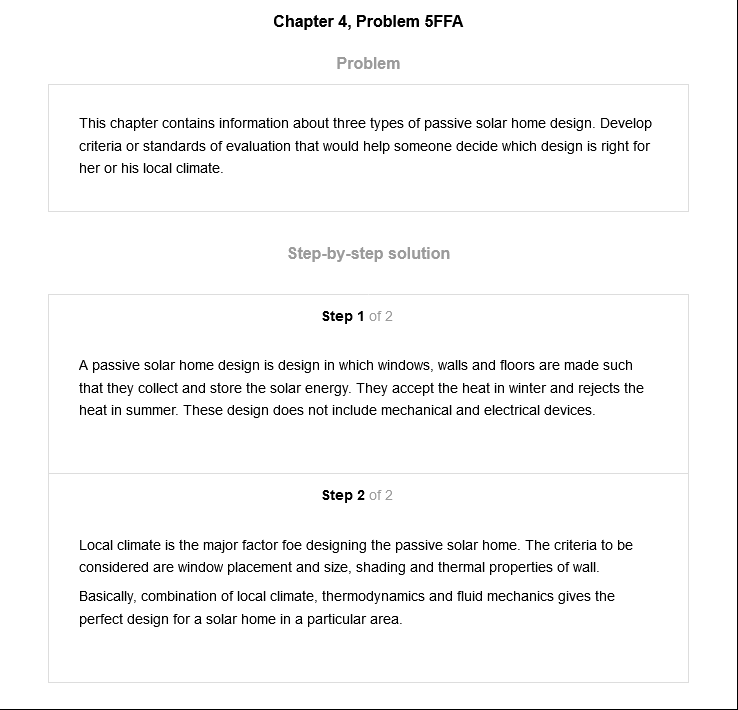 Chapter 4, Problem 5FFA
Problem
This chapter contains information about three types of passive solar home design. Develop
criteria or standards of evaluation that would help someone decide which design is right for
her or his local climate.
Step-by-step solution
Step 1 of 2
A passive solar home design is design in which windows, walls and floors are made such
that they collect and store the solar energy. They accept the heat in winter and rejects the
heat in summer. These design does not include mechanical and electrical devices.
Step 2 of 2
Local climate is the major factor foe designing the passive solar home. The criteria to be
considered are window placement and size, shading and thermal properties of wall.
Basically, combination of local climate, thermodynamics and fluid mechanics gives the
perfect design for a solar home in a particular area.